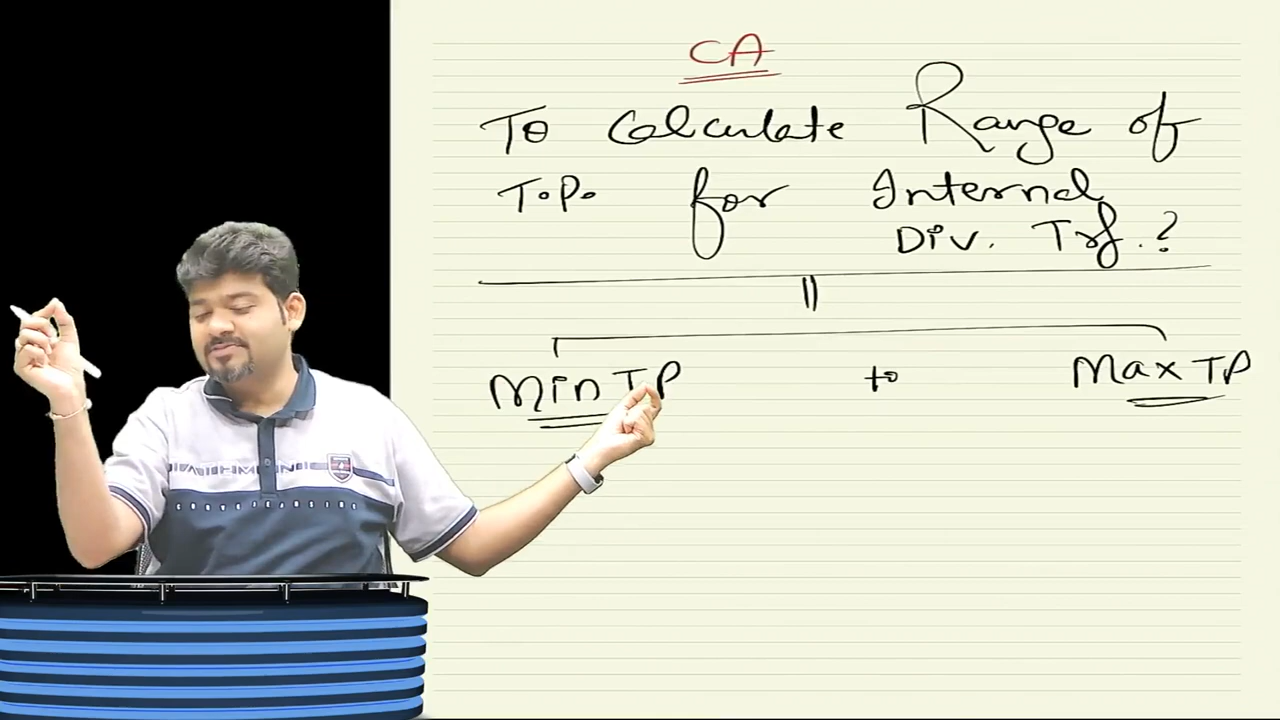 CA
To Calculate Range of
T.P. for Internal
Div. Trf.?
Min TP to Max TP